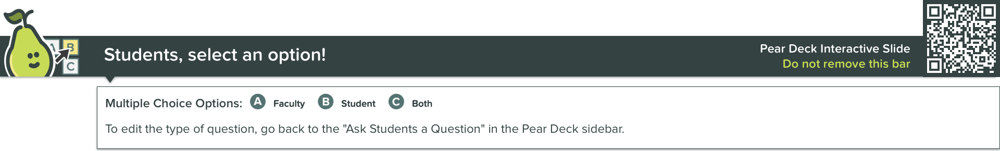 A B
C
Students, select an option!
Pear Deck Interactive Slide
Do not remove this bar
Multiple Choice Options: A Faculty B Student C Both
To edit the type of question, go back to the "Ask Students a Question" in the Pear Deck sidebar.